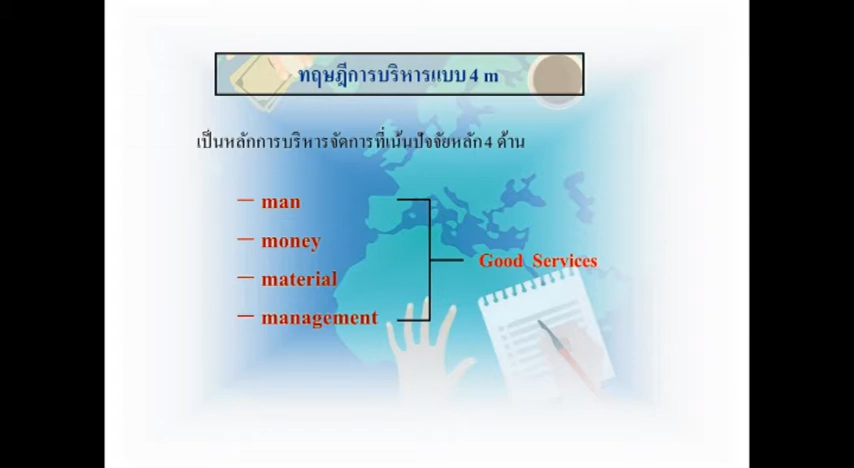 ทฤษฎีการบริหารแบบ 4 m
เป็นหลักการบริหารจัดการที่เน้นปัจจัยหลัก 4 ด้าน
– man
– money
– material
– management
Good Services